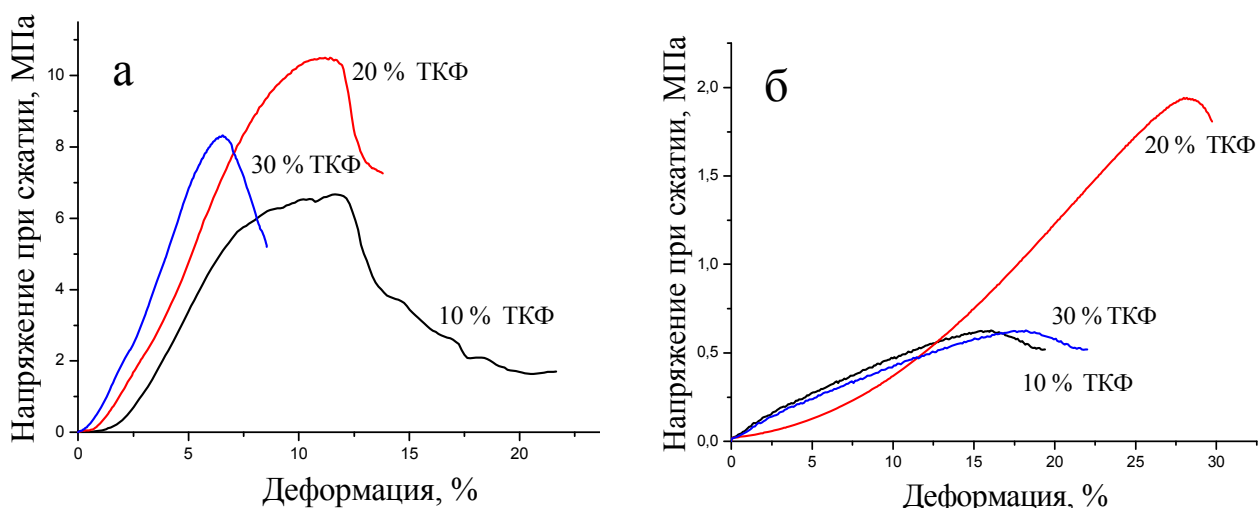 а
Напряжение при сжатии, МПа
10
8
6
4
2
0
20 % ТКФ
30 % ТКФ
10 % ТКФ
0
5
10
15
20
Деформация, %
б
Напряжение при сжатии, МПа
2,0
1,5
1,0
0,5
0,0
20 % ТКФ
30 % ТКФ
10 % ТКФ
0
5
10
15
20
25
30
Деформация, %